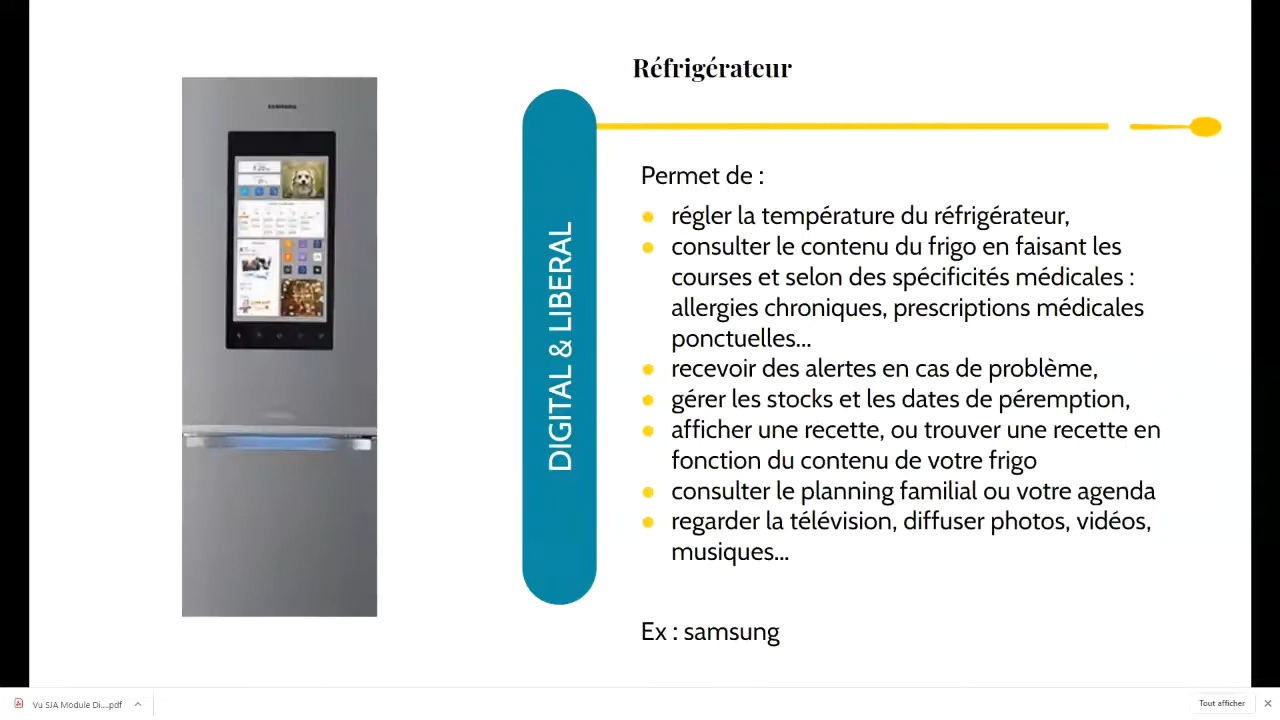 Réfrigérateur
SAMSUNG
DIGITAL & LIBERAL
Permet de :
régler la température du réfrigérateur,
consulter le contenu du frigo en faisant les
courses et selon des spécificités médicales :
allergies chroniques, prescriptions médicales
ponctuelles...
recevoir des alertes en cas de problème,
gérer les stocks et les dates de péremption,
afficher une recette, ou trouver une recette en
fonction du contenu de votre frigo
consulter le planning familial ou votre agenda
regarder la télévision, diffuser photos, vidéos,
musiques...
Ex : samsung
Vu SJA Module Di....pdf
Tout afficher